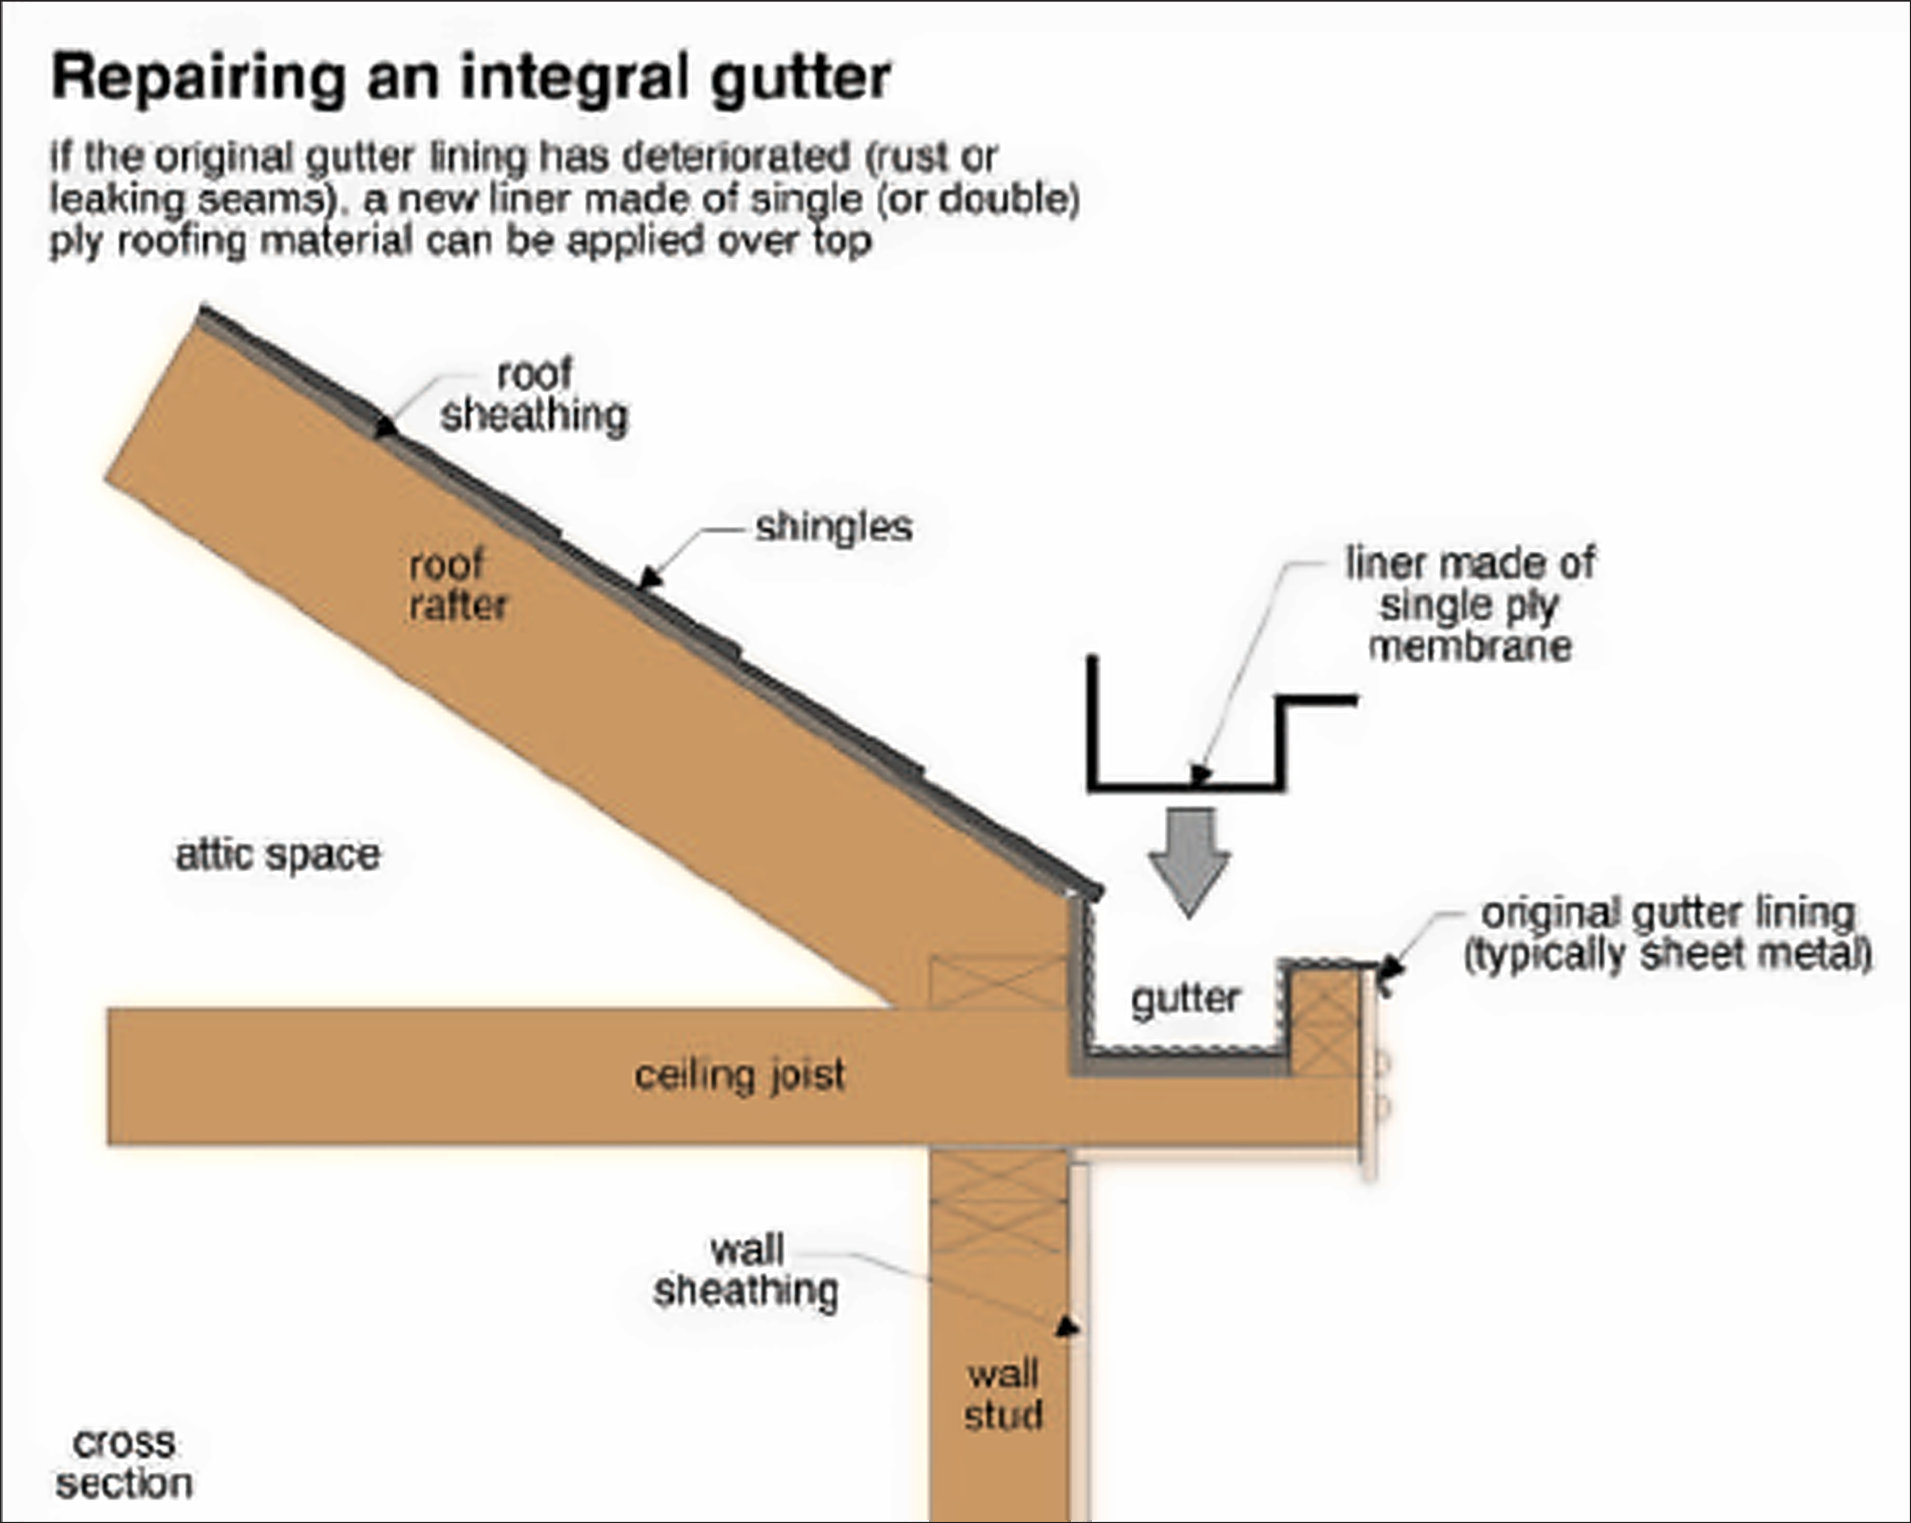 Repairing an integral gutter
if the original gutter lining has deteriorated (rust or
leaking seams), a new liner made of single (or double)
ply roofing material can be applied over top
roof
sheathing
shingles
roof
rafter
liner made of
single ply
membrane
attic space
original gutter lining
(typically sheet metal)
gutter
ceiling joist
wall
sheathing
wall
stud
cross
section